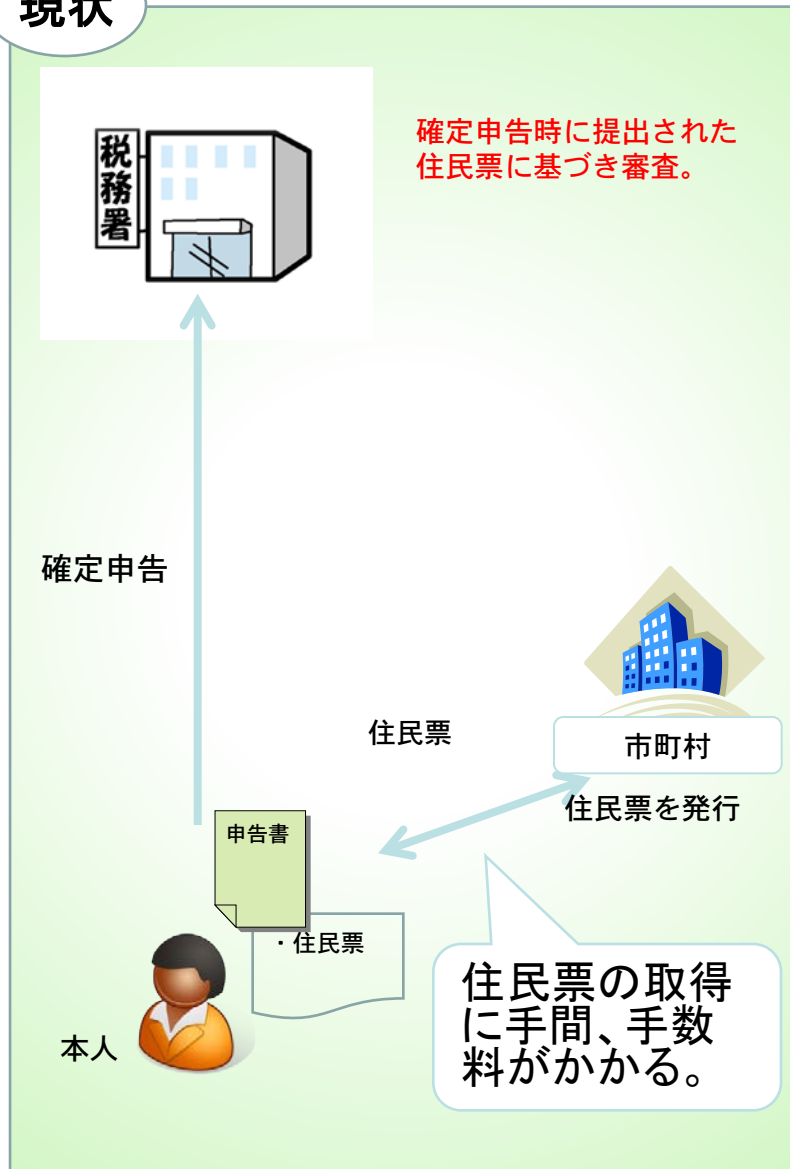 現状
税務署
確定申告時に提出された
住民票に基づき審査。
確定申告
住民票
市町村
住民票を発行
申告書
・住民票
本人
住民票の取得
に手間、手数
料がかかる。